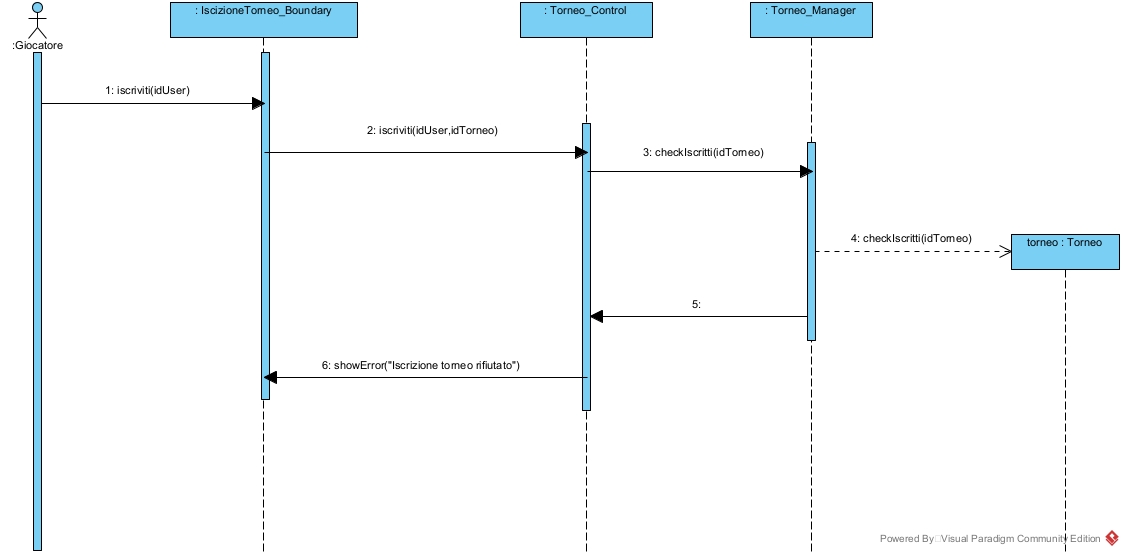 : IscizioneTorneo_Boundary
: Torneo_Control
: Torneo_Manager
:Giocatore
1: iscriviti(idUser)
2: iscriviti(idUser,idTorneo)
3: checkIscritti(idTorneo)
4: checkIscritti(idTorneo)
torneo : Torneo
5:
6: showError("Iscrizione torneo rifiutato")
Powered By Visual Paradigm Community Edition